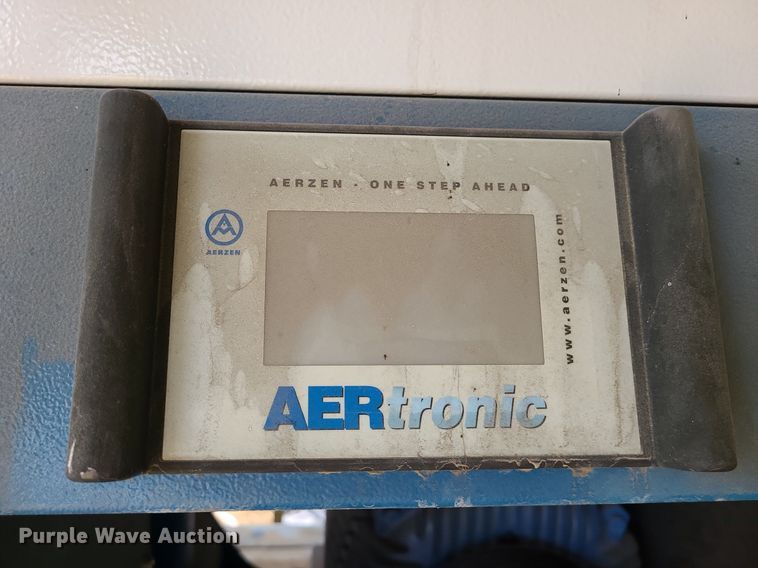 AERZEN - ONE STEP AHEAD
AERZEN
www.aerzen.com
AERtronic
Purple Wave Auction